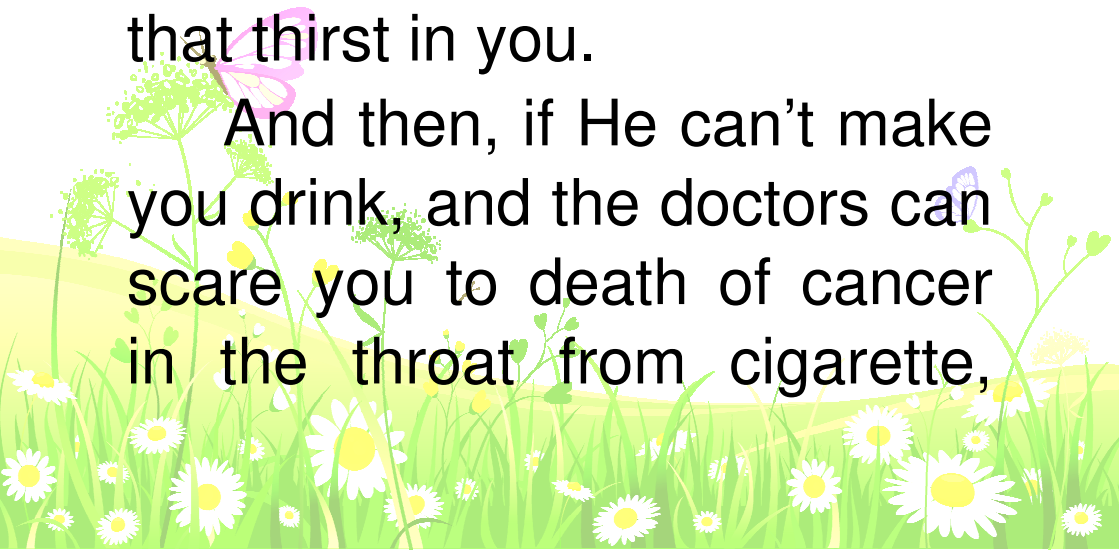 that thirst in you.
And then, if He can’t make
you drink, and the doctors can
scare you to death of cancer
in the throat from cigarette,